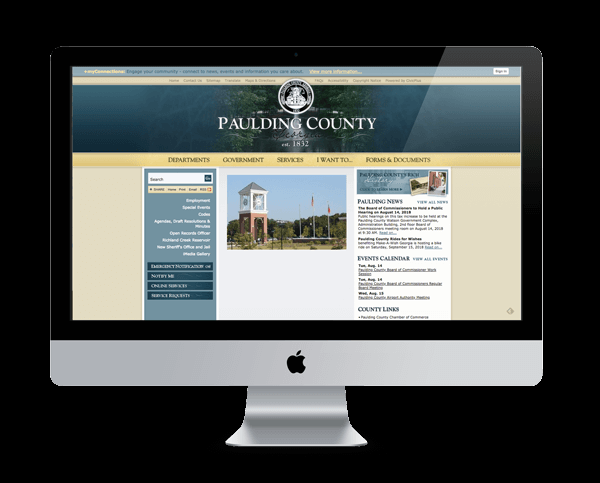 myConnections: Engage your community - connect to news, events and information you care about. View more information...
Sign In
Home Contact Us Sitemap Translate Maps & Directions FAQs Accessibility Copyright Notice Powered by CivicPlus
PAULDING COUNTY
est. 1832
DEPARTMENTS GOVERNMENT SERVICES I WANT TO... FORMS & DOCUMENTS
Search
SHARE Home Print Email RSS
Employment
Special Events
Codes
Agendas, Draft Resolutions &
Minutes
Open Records Officer
Richland Creek Reservoir
New Sheriff's Office and Jail
Media Gallery
EMERGENCY NOTIFICATION
NOTIFY ME
ONLINE SERVICES
SERVICE REQUESTS
PAULDING COUNTY'S RICH
PAULDING NEWS VIEW ALL NEWS
The Board of Commissioners to Hold a Public
Hearing on August 14, 2018
Public Hearings on this tax increase to be held at the
Paulding County Watson Government Complex,
Administration Building, 2nd floor Board of
Commissioners meeting room on August 14, 2018
at 9:30 AM. Read on...
Paulding County Rides for Wishes
benefiting Make-A-Wish Georgia is hosting a bike
ride on Saturday, September 15, 2018. Read on...
EVENTS CALENDAR VIEW ALL EVENTS
Tue, Aug. 14
Paulding County Board of Commissioner Work
Session
Tue, Aug. 14
Paulding County Board of Commissioners Regular
Board Meeting
Wed, Aug. 15
Paulding County Airport Authority Meeting
COUNTY LINKS
• Paulding County Chamber of Commerce